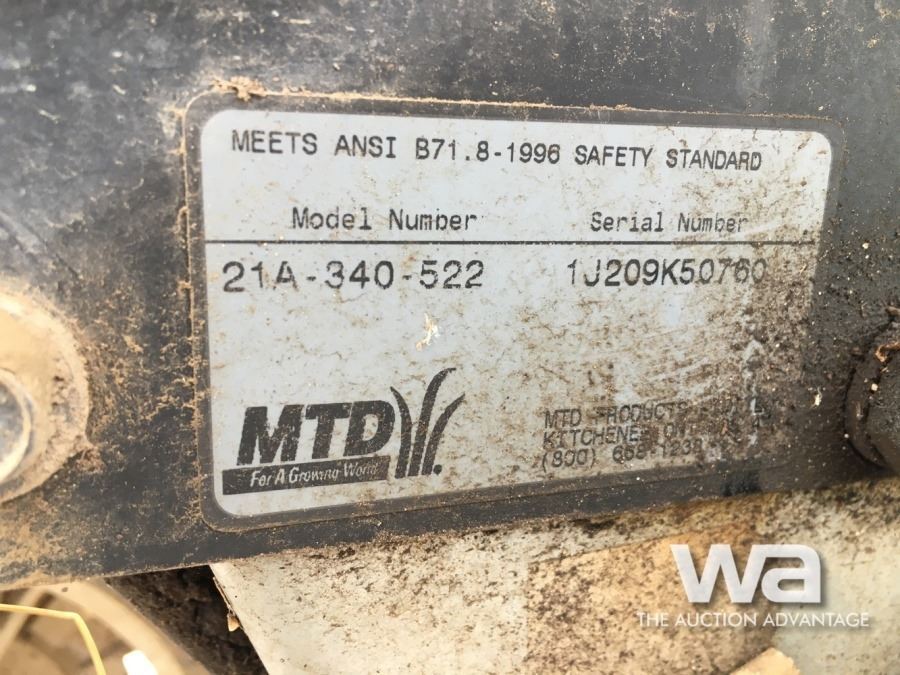 MEETS ANSI B71.8-1996 SAFETY STANDARD
Model Number Serial Number
21A-340-522 1J209K50760
MTD
For A Growing World
MTD PRODUCTS
KITCHENER
(800)
wa
THE AUCTION ADVANTAGE